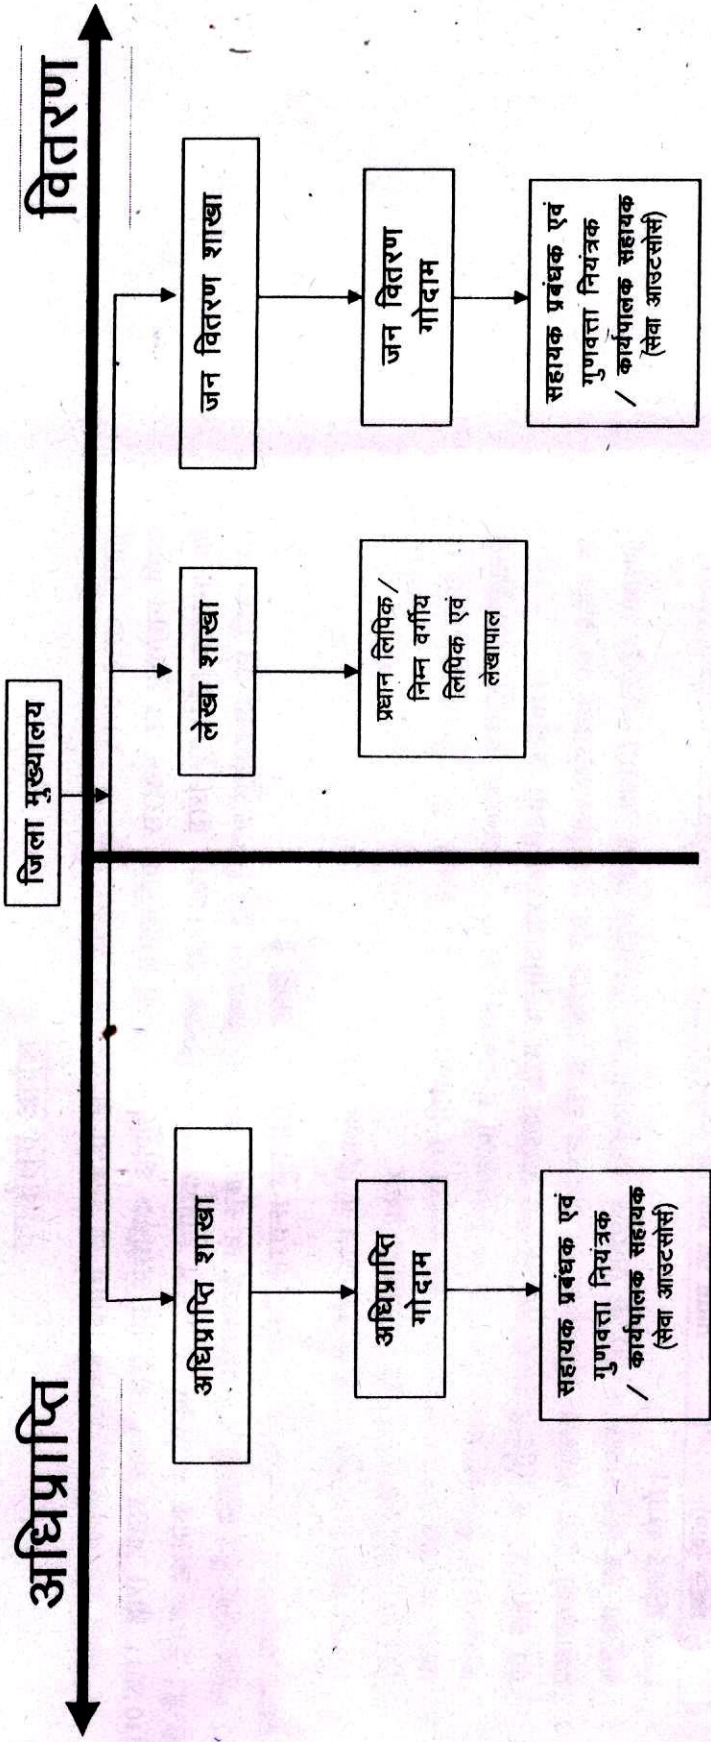 अधिप्राप्ति
वितरण
जिला मुख्यालय
अधिप्राप्ति शाखा
लेखा शाखा
जन वितरण शाखा
अधिप्राप्ति
गोदाम
प्रधान लिपिक/
निम्न वर्गीय
लिपिक एवं
लेखापाल
जन वितरण
गोदाम
सहायक प्रबंधक एवं
गुणवत्ता नियंत्रक
/ कार्यपालक सहायक
(सेवा आउटसोर्स)
सहायक प्रबंधक एवं
गुणवत्ता नियंत्रक
/ कार्यपालक सहायक
(सेवा आउटसोर्स)